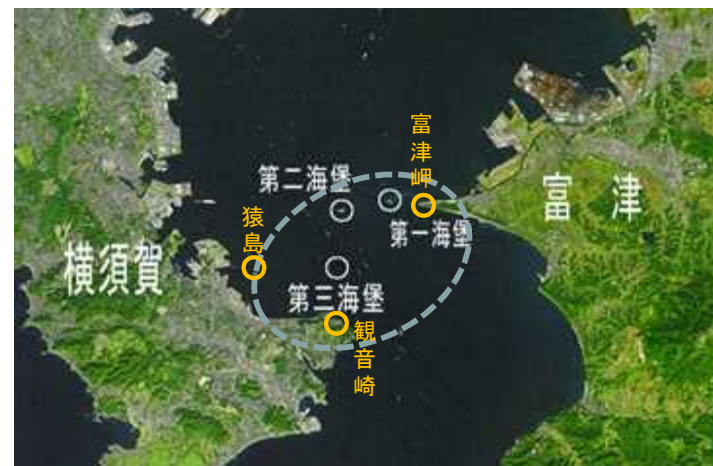 富津岬
第二海堡
富津
猿島
第一海堡
横須賀
第三海堡
観音崎